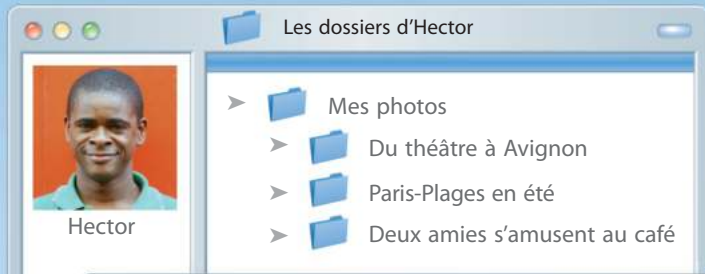 Les dossiers d'Hector
Mes photos
Du théâtre à Avignon
Paris-Plages en été
Deux amies s'amusent au café
Hector